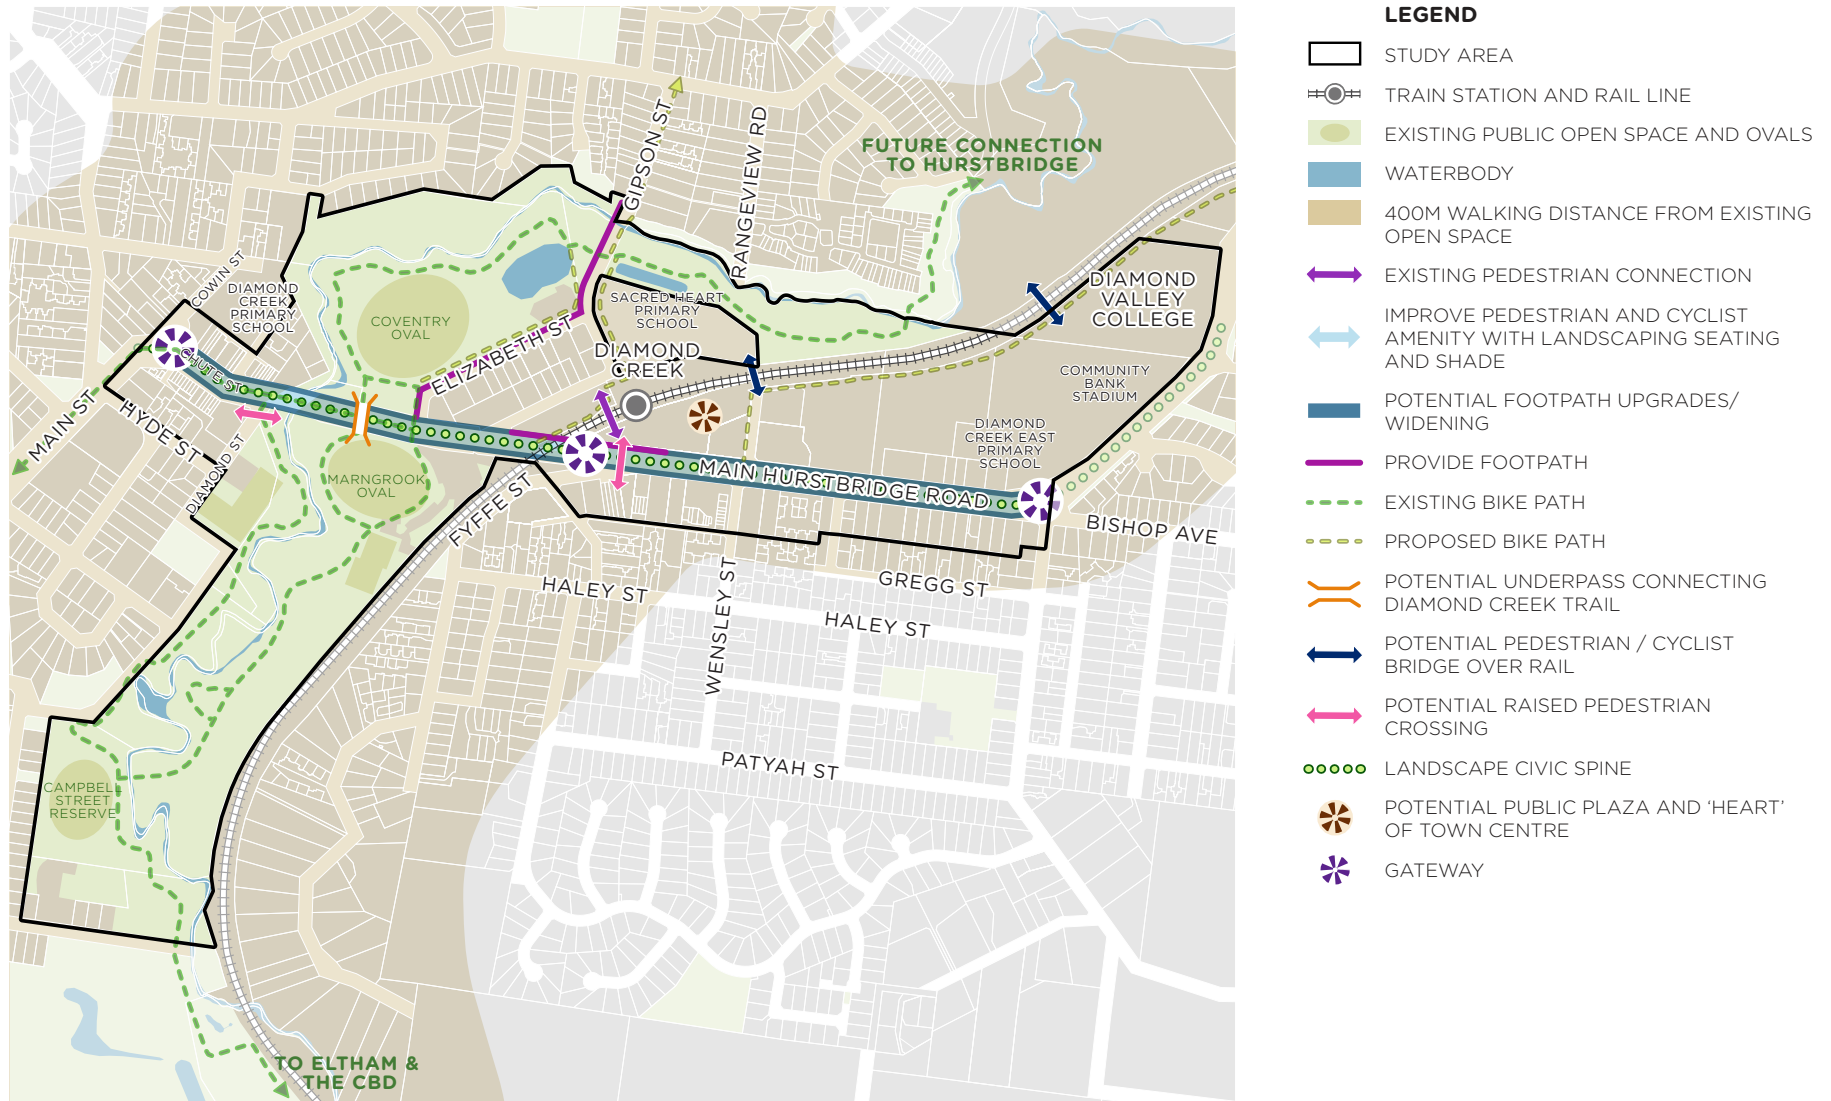 GIPSON ST
RANGEVIEW RD
FUTURE CONNECTION
TO HURSTBRIDGE
COWIN ST
DIAMOND
CREEK
PRIMARY
SCHOOL
COVENTRY
OVAL
SACRED HEART
PRIMARY
SCHOOL
DIAMOND
VALLEY
COLLEGE
CHUTE ST
ELIZABETH ST
DIAMOND
CREEK
COMMUNITY
BANK
STADIUM
MAIN ST
HYDE ST
DIAMOND ST
MARNGROOK
OVAL
DIAMOND
CREEK EAST
PRIMARY
SCHOOL
MAIN HURSTBRIDGE ROAD
FYFFE ST
BISHOP AVE
HALEY ST
WENSLEY ST
GREGG ST
HALEY ST
PATYAH ST
CAMPBELL
STREET
RESERVE
TO ELTHAM &
THE CBD
LEGEND
STUDY AREA
TRAIN STATION AND RAIL LINE
EXISTING PUBLIC OPEN SPACE AND OVALS
WATERBODY
400M WALKING DISTANCE FROM EXISTING
OPEN SPACE
EXISTING PEDESTRIAN CONNECTION
IMPROVE PEDESTRIAN AND CYCLIST
AMENITY WITH LANDSCAPING SEATING
AND SHADE
POTENTIAL FOOTPATH UPGRADES/
WIDENING
PROVIDE FOOTPATH
EXISTING BIKE PATH
PROPOSED BIKE PATH
POTENTIAL UNDERPASS CONNECTING
DIAMOND CREEK TRAIL
POTENTIAL PEDESTRIAN / CYCLIST
BRIDGE OVER RAIL
POTENTIAL RAISED PEDESTRIAN
CROSSING
LANDSCAPE CIVIC SPINE
POTENTIAL PUBLIC PLAZA AND ‘HEART’
OF TOWN CENTRE
GATEWAY